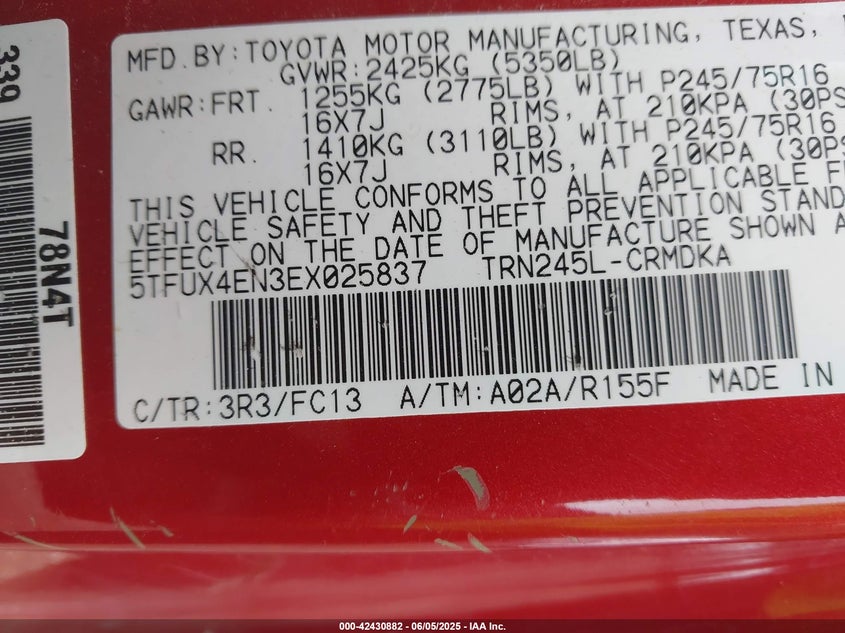 MFD.BY:TOYOTA MOTOR MANUFACTURING, TEXAS,
GVWR:2425KG (5350LB)
GAWR:FRT. 1255KG (2775LB) WITH P245/75R16
16X7J RIMS, AT 210KPA (30PS
RR. 1410KG (3110LB) WITH P245/75R16
16X7J RIMS, AT 210KPA (30PS
THIS VEHICLE CONFORMS TO ALL APPLICABLE F
VEHICLE SAFETY AND THEFT PREVENTION STAND
EFFECT ON THE DATE OF MANUFACTURE SHOWN A
5TFUX4EN3EX025837 TRN245L-CRMDKA
C/TR:3R3/FC13 A/TM:A02A/R155F MADE IN
339
78N4T
000-42430882 - 06/05/2025 - IAA Inc.